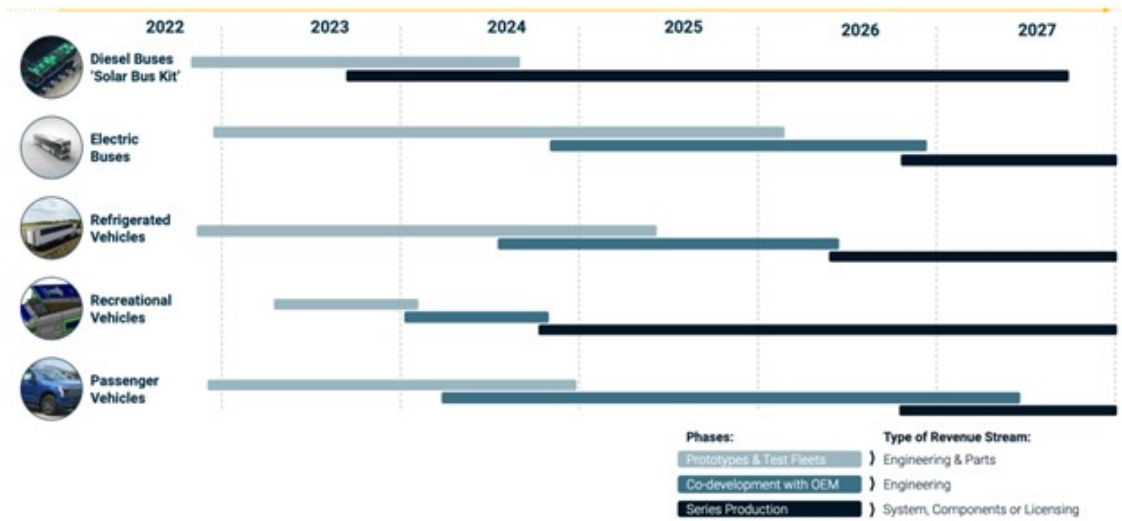 2022 2023 2024 2025 2026 2027
Diesel Buses
'Solar Bus Kit'
Electric
Buses
Refrigerated
Vehicles
Recreational
Vehicles
Passenger
Vehicles
Phases: Type of Revenue Stream:
Prototypes & Test Fleets } Engineering & Parts
Co-development with OEM } Engineering
Series Production } System, Components or Licensing